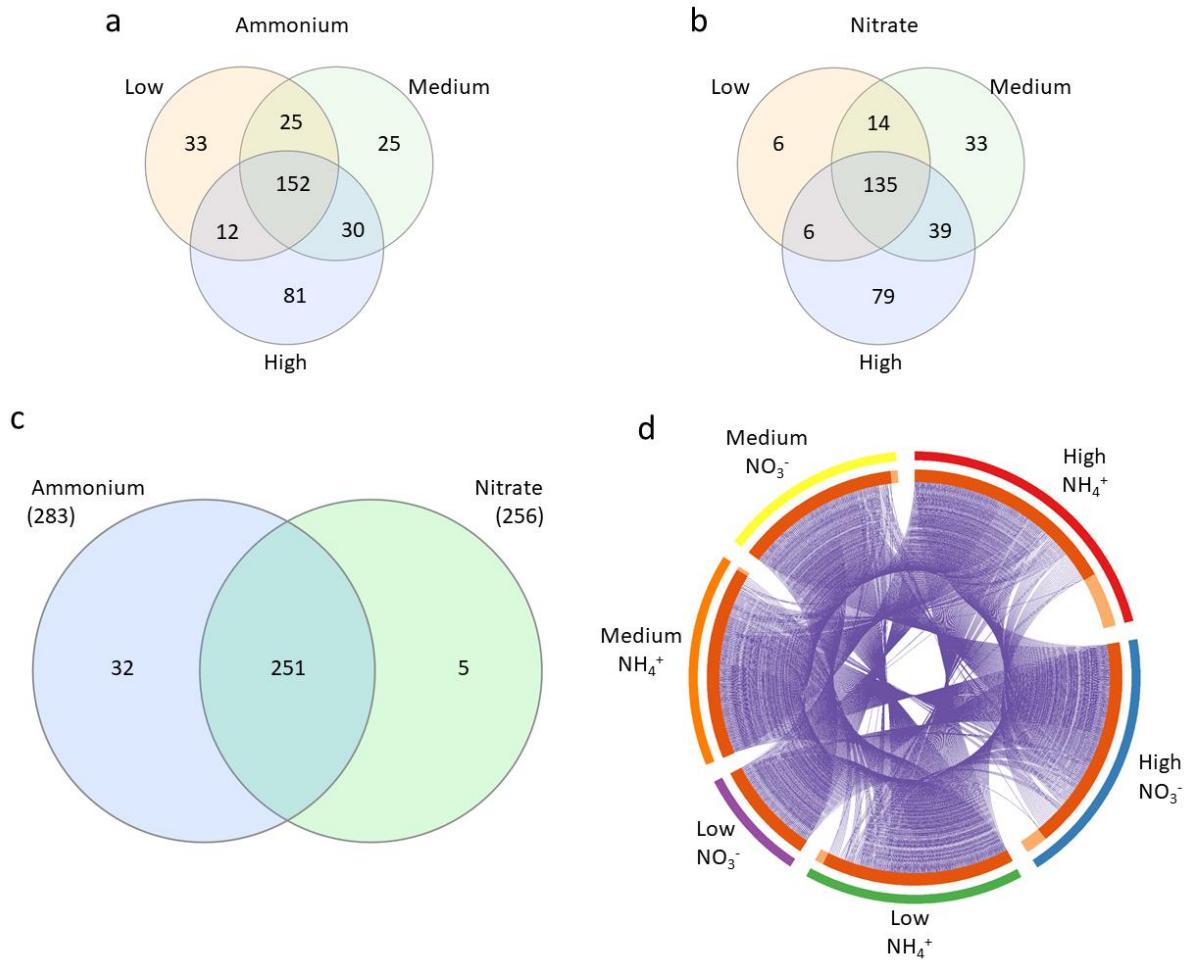 a
Ammonium
Low
Medium
33
25
25
152
12
30
81
High
b
Nitrate
Low
Medium
6
14
33
135
6
39
79
High
c
Ammonium
(283)
Nitrate
(256)
32
251
5
d
Medium
NO₃⁻
High
NH₄⁺
Medium
NH₄⁺
High
NO₃⁻
Low
NO₃⁻
Low
NH₄⁺